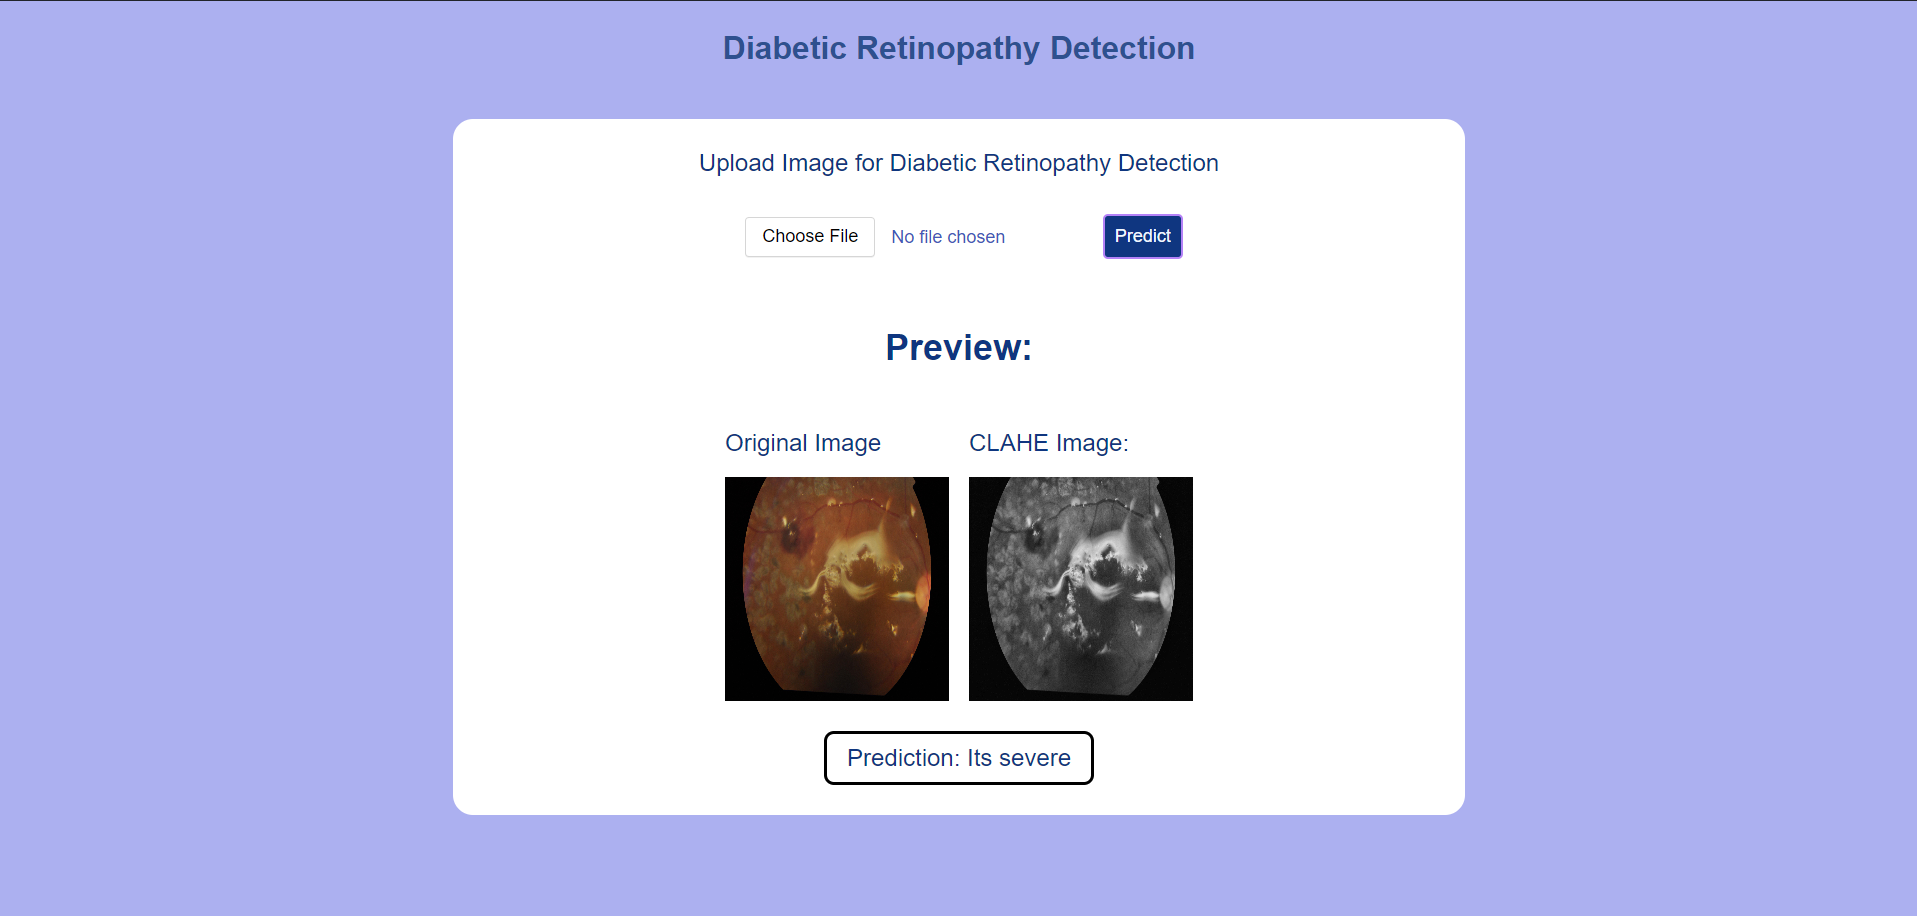 Diabetic Retinopathy Detection
Upload Image for Diabetic Retinopathy Detection
Choose File No file chosen Predict
Preview:
Original Image CLAHE Image:
Prediction: Its severe